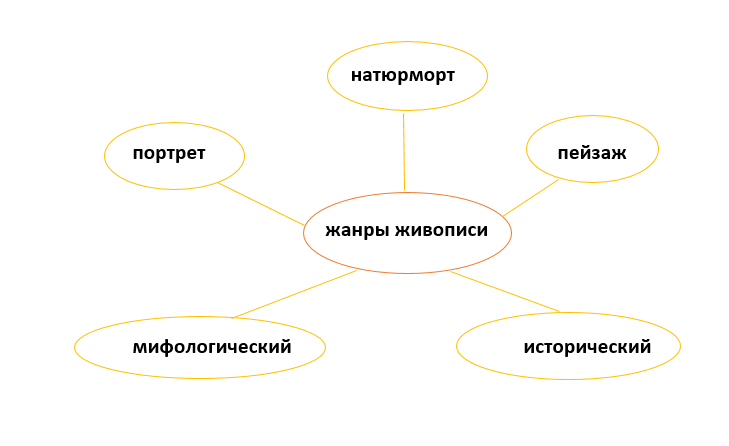 натюрморт
портрет
пейзаж
жанры живописи
мифологический
исторический